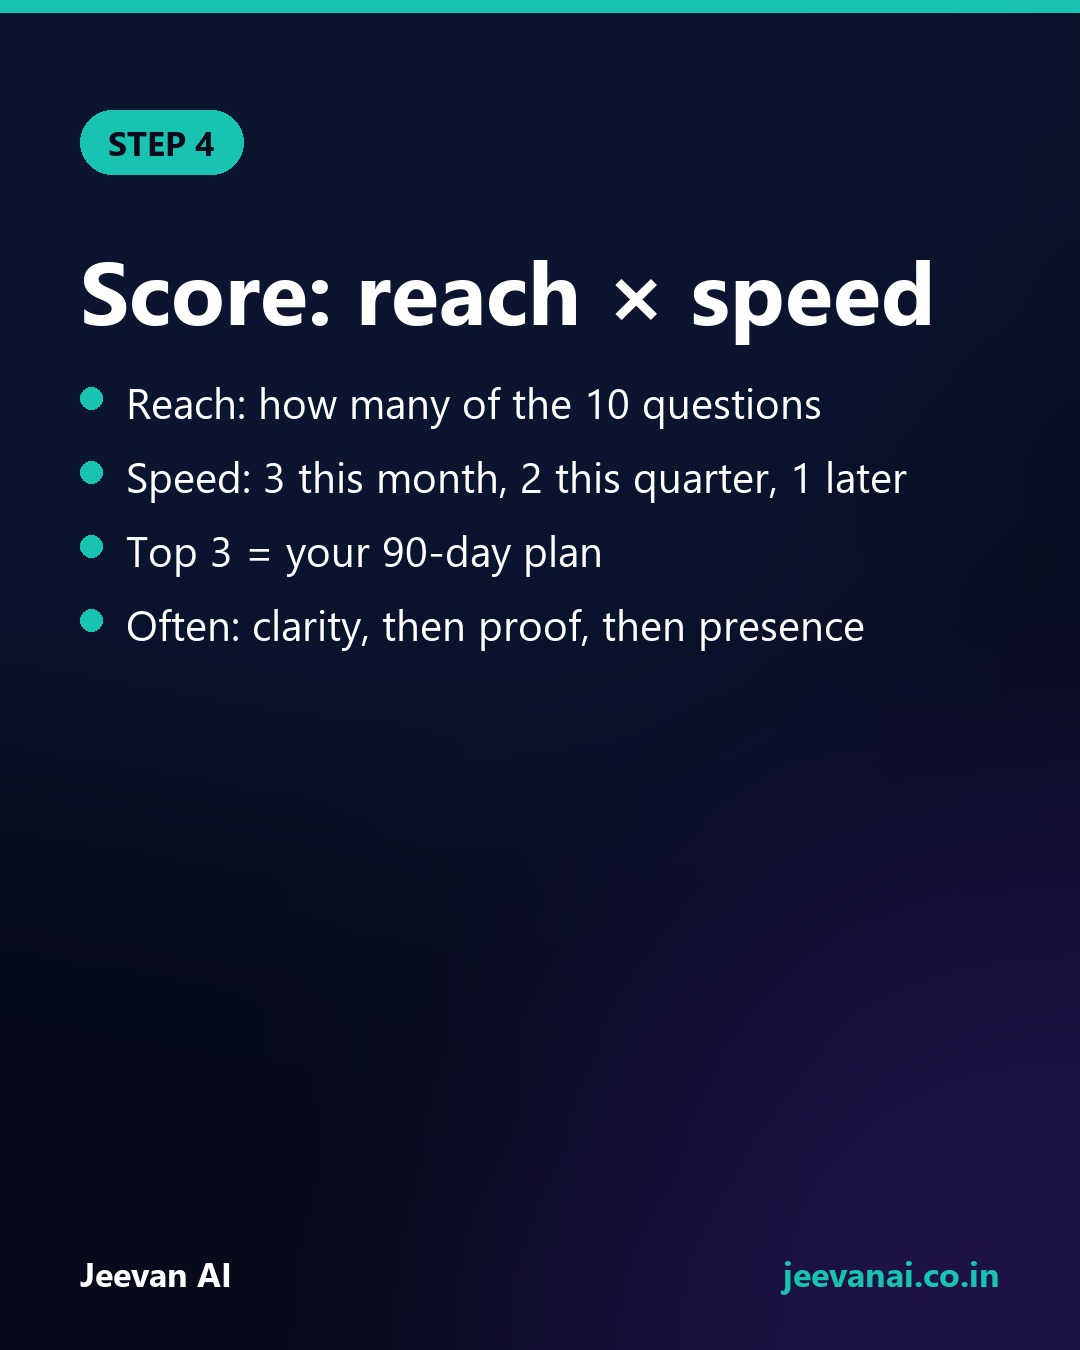 STEP 4
Score: reach × speed
Reach: how many of the 10 questions
Speed: 3 this month, 2 this quarter, 1 later
Top 3 = your 90-day plan
Often: clarity, then proof, then presence
Jeevan AI
jeevanai.co.in